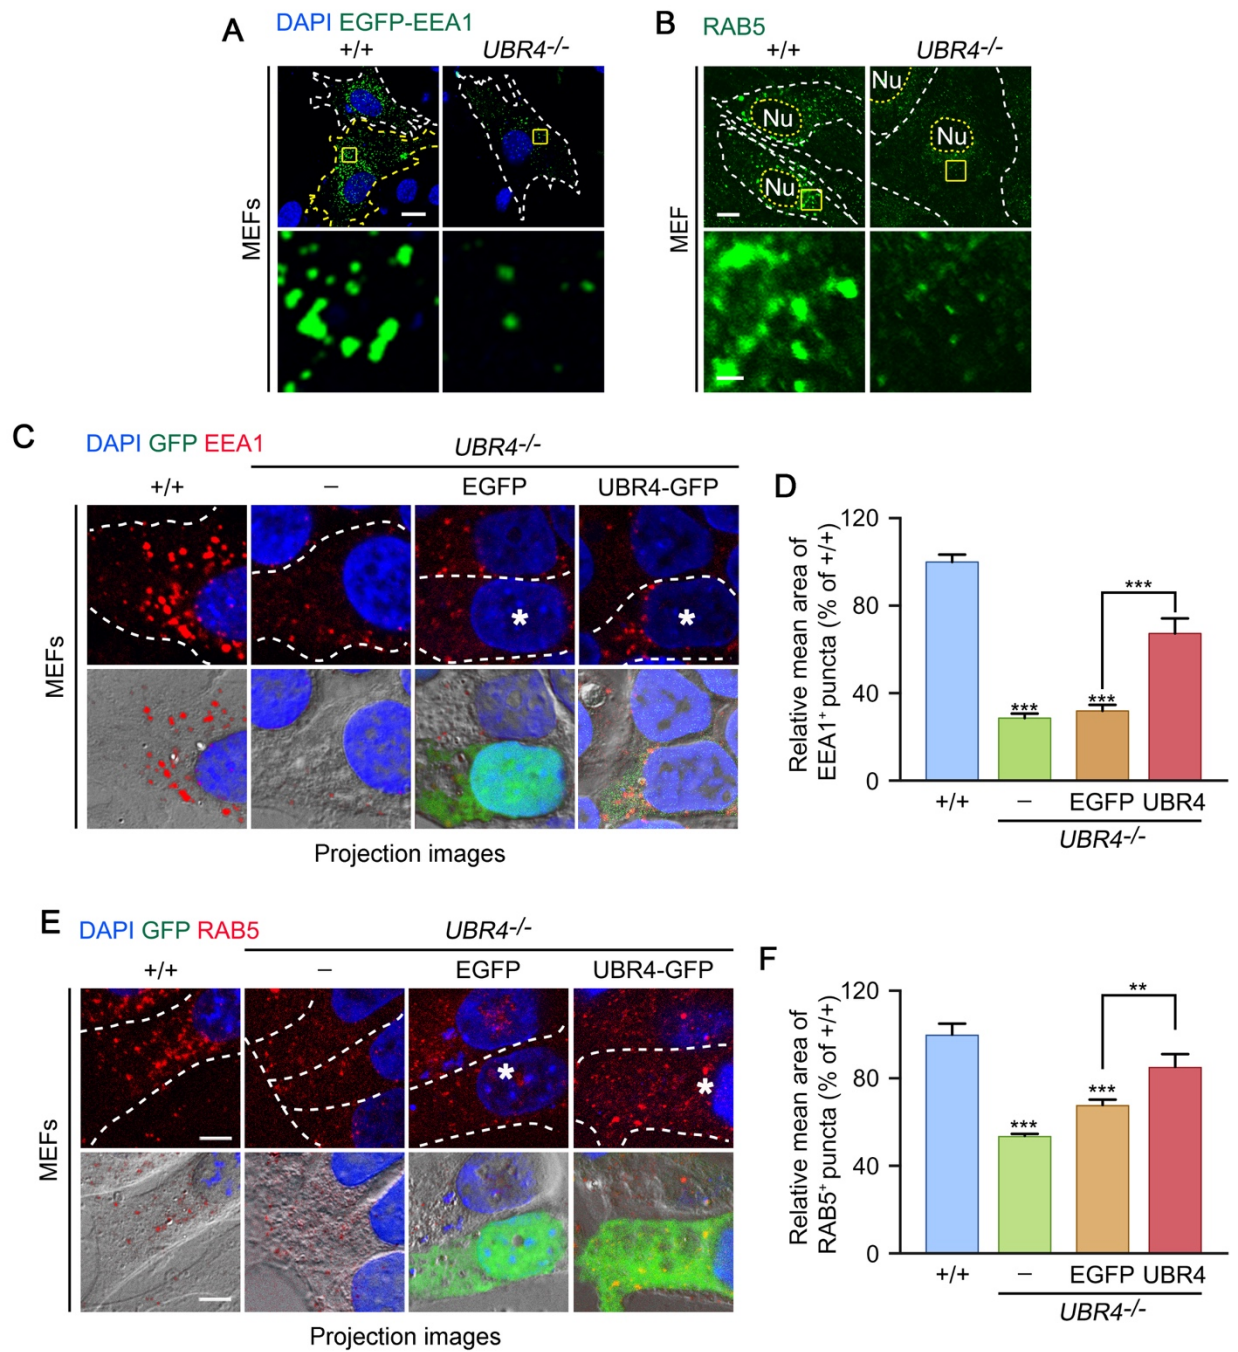 A
DAPI EGFP-EEA1
+/+ UBR4-/-
MEFs
B
RAB5
+/+ UBR4-/-
MEF
Nu
Nu
Nu
Nu
C
DAPI GFP EEA1
UBR4-/-
+/+ – EGFP UBR4-GFP
MEFs
*
*
Projection images
D
Relative mean area of
EEA1+ puncta (% of +/+)
120
80
40
0
***
***
***
+/+ – EGFP UBR4
UBR4-/-
E
DAPI GFP RAB5
UBR4-/-
+/+ – EGFP UBR4-GFP
MEFs
*
*
Projection images
F
Relative mean area of
RAB5+ puncta (% of +/+)
120
80
40
0
***
***
**
+/+ – EGFP UBR4
UBR4-/-